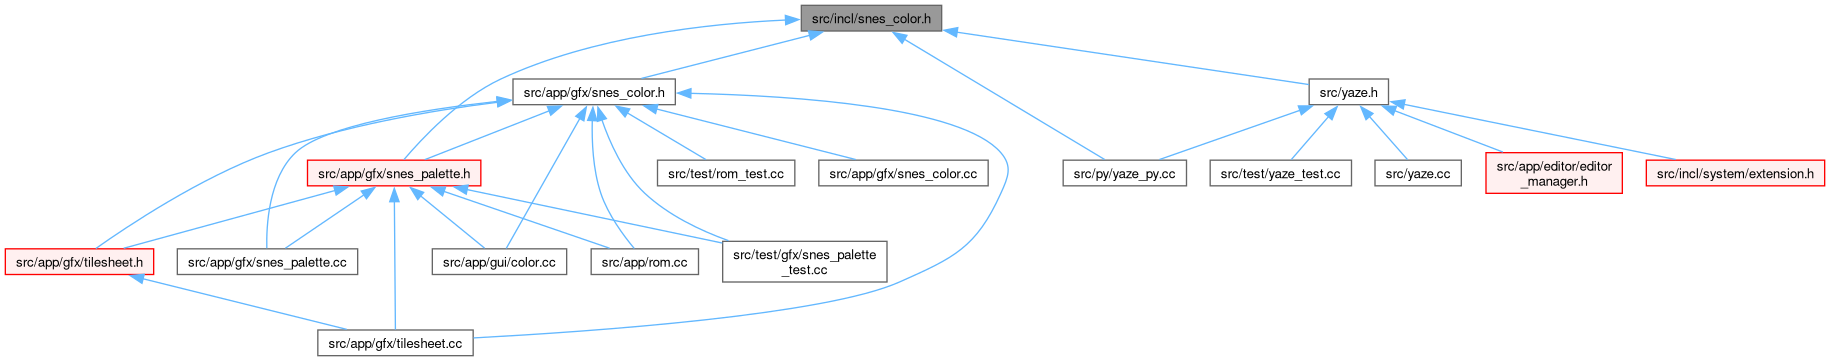 src/incl/snes_color.h
src/app/gfx/snes_color.h
src/yaze.h
src/app/gfx/snes_palette.h
src/test/rom_test.cc
src/app/gfx/snes_color.cc
src/py/yaze_py.cc
src/test/yaze_test.cc
src/yaze.cc
src/app/editor/editor
_manager.h
src/incl/system/extension.h
src/app/gfx/tilesheet.h
src/app/gfx/snes_palette.cc
src/app/gui/color.cc
src/app/rom.cc
src/test/gfx/snes_palette
_test.cc
src/app/gfx/tilesheet.cc